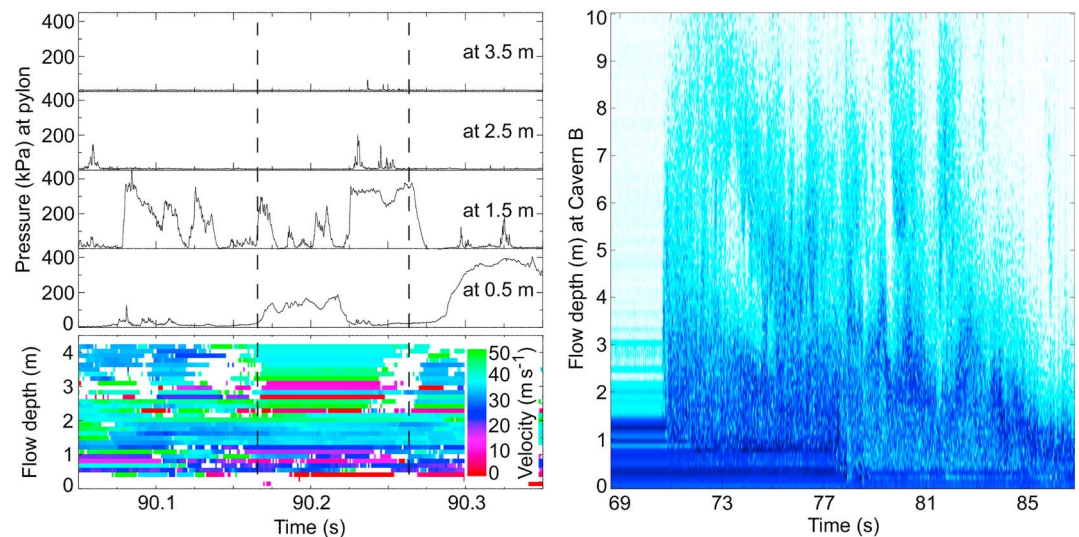 400
200
0
at 3.5 m
400
200
0
at 2.5 m
400
200
0
at 1.5 m
400
200
0
at 0.5 m
Pressure (kPa) at pylon
4
3
2
1
0
Flow depth (m)
50
40
30
20
10
0
Velocity (m s-1)
90.1 90.2 90.3
Time (s)
10
9
8
7
6
5
4
3
2
1
0
Flow depth (m) at Cavern B
69 73 77 81 85
Time (s)